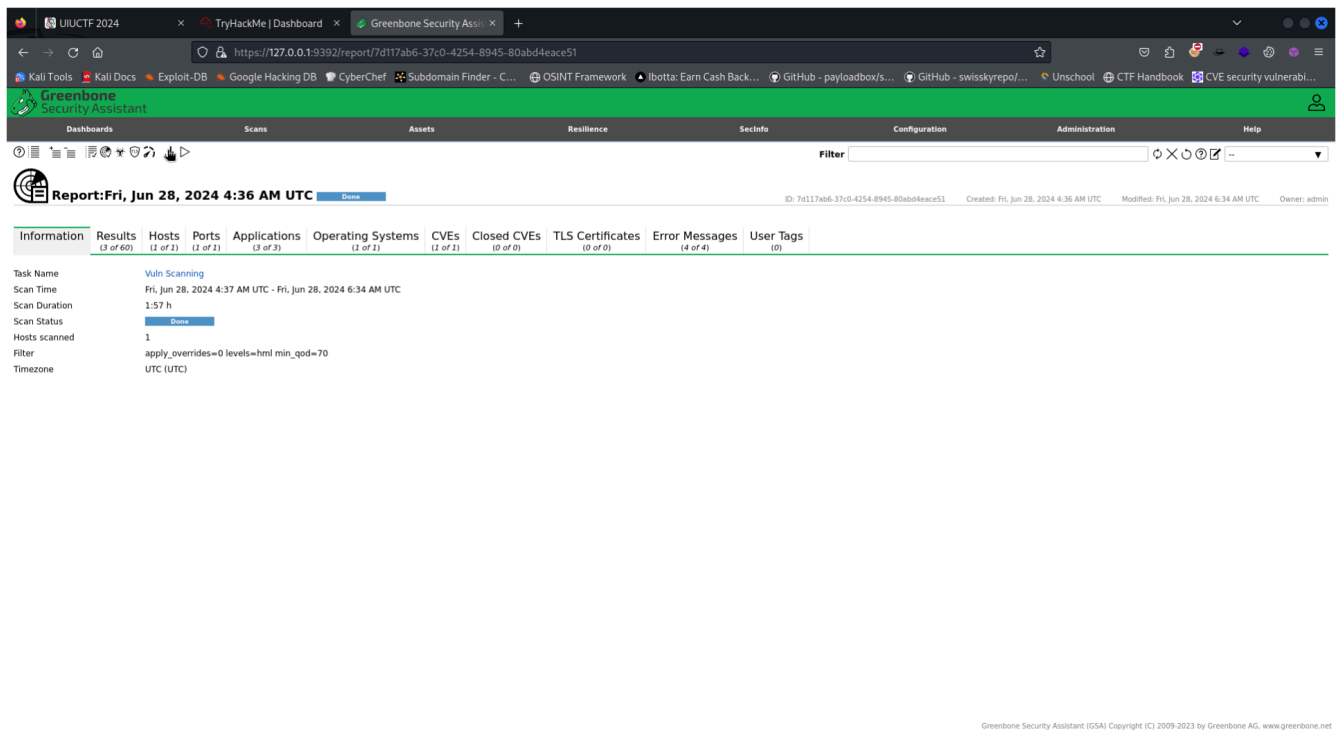 UIUCTF 2024 × TryHackMe | Dashboard × Greenbone Security Assis × +
https://127.0.0.1:9392/report/7d117ab6-37c0-4254-8945-80abd4eace51
Kali Tools Kali Docs Exploit-DB Google Hacking DB CyberChef Subdomain Finder - C... OSINT Framework Ibotta: Earn Cash Back... GitHub - payloadbox/s... GitHub - swisskyrepo/... Unschool CTF Handbook CVE security vulnerabi...
Greenbone
Security Assistant
Dashboards Scans Assets Resilience SecInfo Configuration Administration Help
Filter --
Report:Fri, Jun 28, 2024 4:36 AM UTC Done ID: 7d117ab6-37c0-4254-8945-80abd4eace51 Created: Fri, Jun 28, 2024 4:36 AM UTC Modified: Fri, Jun 28, 2024 6:34 AM UTC Owner: admin
Information Results Hosts Ports Applications Operating Systems CVEs Closed CVEs TLS Certificates Error Messages User Tags
(3 of 60) (1 of 1) (1 of 1) (3 of 3) (1 of 1) (1 of 1) (0 of 0) (0 of 0) (4 of 4) (0)
Task Name Vuln Scanning
Scan Time Fri, Jun 28, 2024 4:37 AM UTC - Fri, Jun 28, 2024 6:34 AM UTC
Scan Duration 1:57 h
Scan Status Done
Hosts scanned 1
Filter apply_overrides=0 levels=hml min_qod=70
Timezone UTC (UTC)
Greenbone Security Assistant (GSA) Copyright (C) 2009-2023 by Greenbone AG, www.greenbone.net